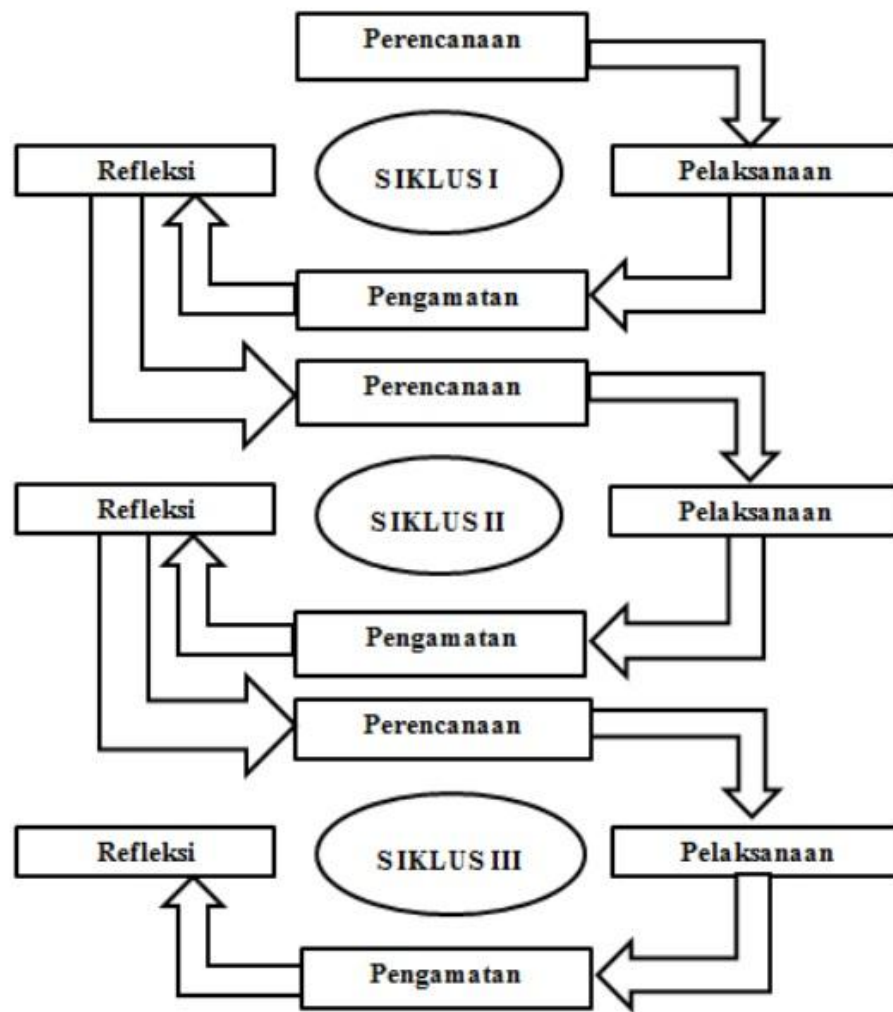 Perencanaan
Refleksi
SIKLUS I
Pelaksanaan
Pengamatan
Perencanaan
Refleksi
SIKLUS II
Pelaksanaan
Pengamatan
Perencanaan
Refleksi
SIKLUS III
Pelaksanaan
Pengamatan